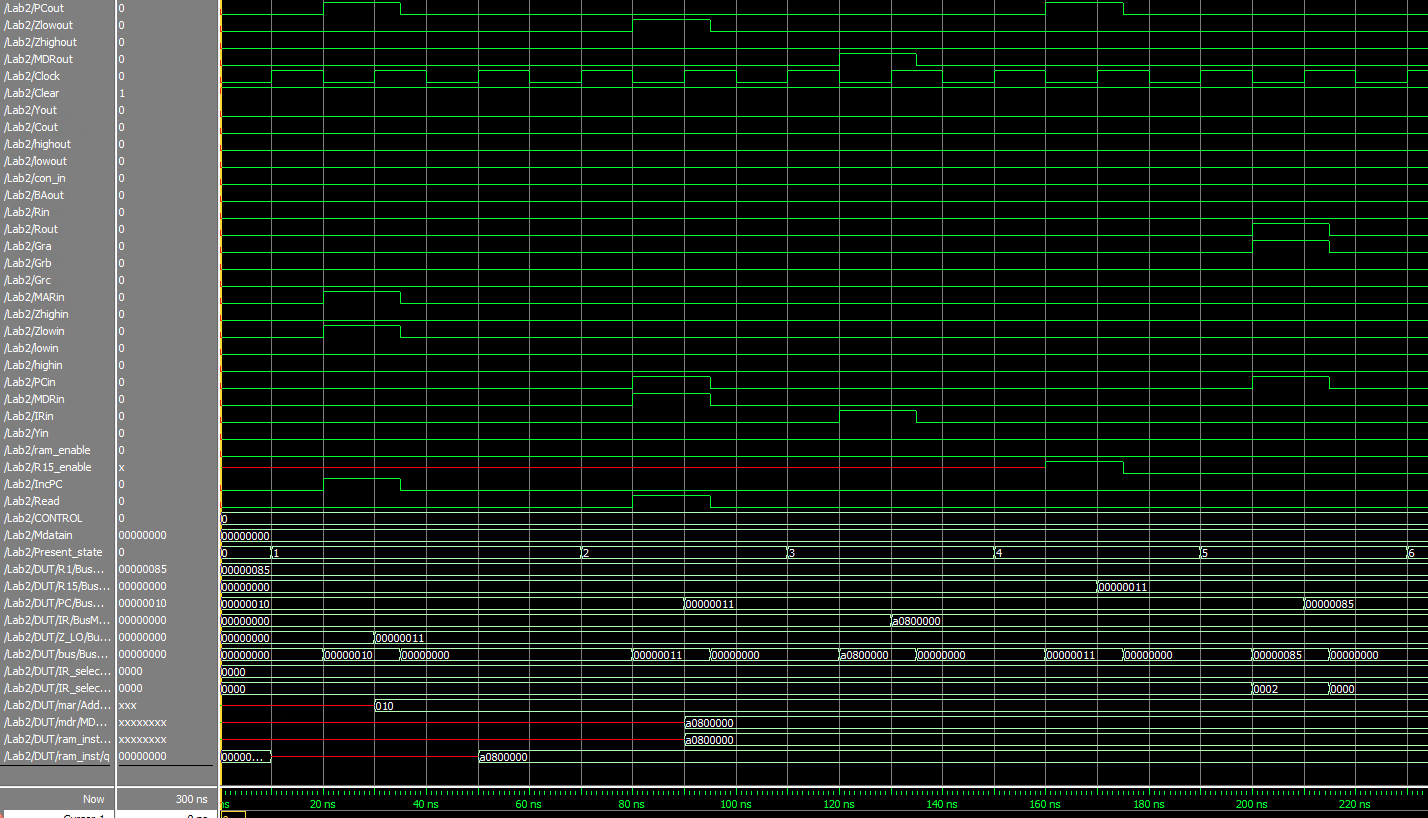 /Lab2/PCout 0
/Lab2/Zlowout 0
/Lab2/Zhighout 0
/Lab2/MDRout 0
/Lab2/Clock 0
/Lab2/Clear 1
/Lab2/Yout 0
/Lab2/Cout 0
/Lab2/highout 0
/Lab2/lowout 0
/Lab2/con_in 0
/Lab2/BAout 0
/Lab2/Rin 0
/Lab2/Rout 0
/Lab2/Gra 0
/Lab2/Grb 0
/Lab2/Grc 0
/Lab2/MARin 0
/Lab2/Zhighin 0
/Lab2/Zlowin 0
/Lab2/lowin 0
/Lab2/highin 0
/Lab2/PCin 0
/Lab2/MDRin 0
/Lab2/IRin 0
/Lab2/Yin 0
/Lab2/ram_enable 0
/Lab2/R15_enable x
/Lab2/IncPC 0
/Lab2/Read 0
/Lab2/CONTROL 0 0
/Lab2/Mdatain 00000000 00000000
/Lab2/Present_state 0 0 1 2 3 4 5 6
/Lab2/DUT/R1/Bus... 00000085 00000085
/Lab2/DUT/R15/Bus... 00000000 00000000 00000011
/Lab2/DUT/PC/Bus... 00000010 00000010 00000011 00000085
/Lab2/DUT/IR/BusM... 00000000 00000000 a0800000
/Lab2/DUT/Z_LO/Bu... 00000000 00000000 00000011
/Lab2/DUT/bus/Bus... 00000000 00000000 00000010 00000000 00000011 00000000 a0800000 00000000 00000011 00000000 00000085 00000000
/Lab2/DUT/IR_selec... 0000 0000
/Lab2/DUT/IR_selec... 0000 0000 0002 0000
/Lab2/DUT/mar/Add... xxx 010
/Lab2/DUT/mdr/MD... xxxxxxxx a0800000
/Lab2/DUT/ram_inst... xxxxxxxx a0800000
/Lab2/DUT/ram_inst/q 00000000 00000... a0800000
Now 300 ns 20 ns 40 ns 60 ns 80 ns 100 ns 120 ns 140 ns 160 ns 180 ns 200 ns 220 ns